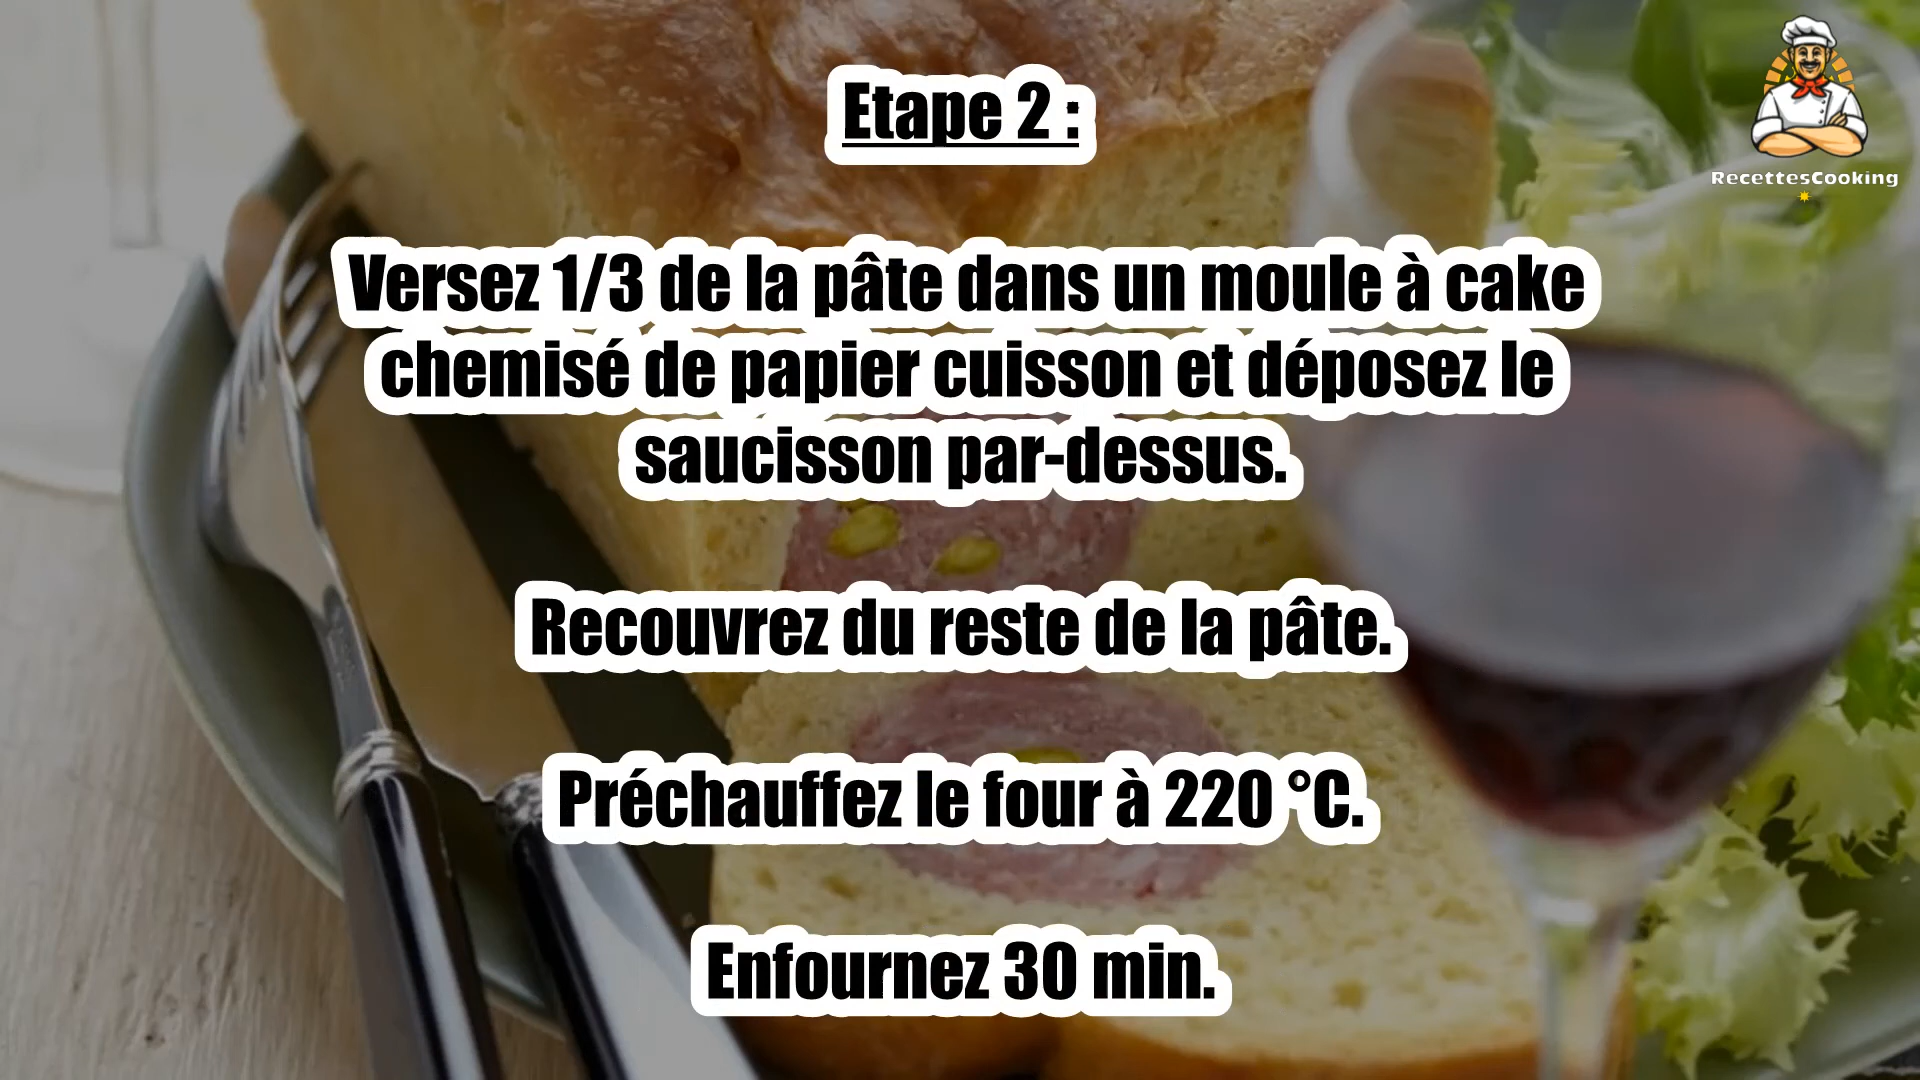 Etape 2 :
RecettesCooking
Versez 1/3 de la pâte dans un moule à cake
chemisé de papier cuisson et déposez le
saucisson par-dessus.
Recouvrez du reste de la pâte.
Préchauffez le four à 220 °C.
Enfournez 30 min.